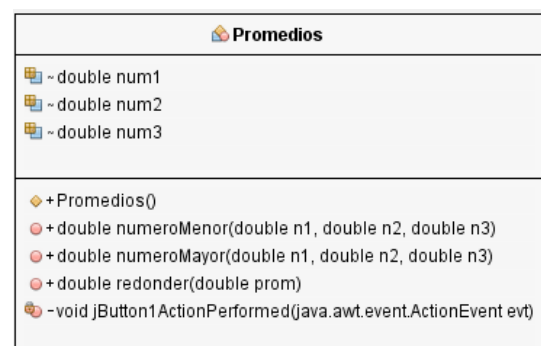 Promedios
~double num1
~double num2
~double num3
+Promedios()
+double numeroMenor(double n1, double n2, double n3)
+double numeroMayor(double n1, double n2, double n3)
+double redonder(double prom)
-void jButton1ActionPerformed(java.awt.event.ActionEvent evt)